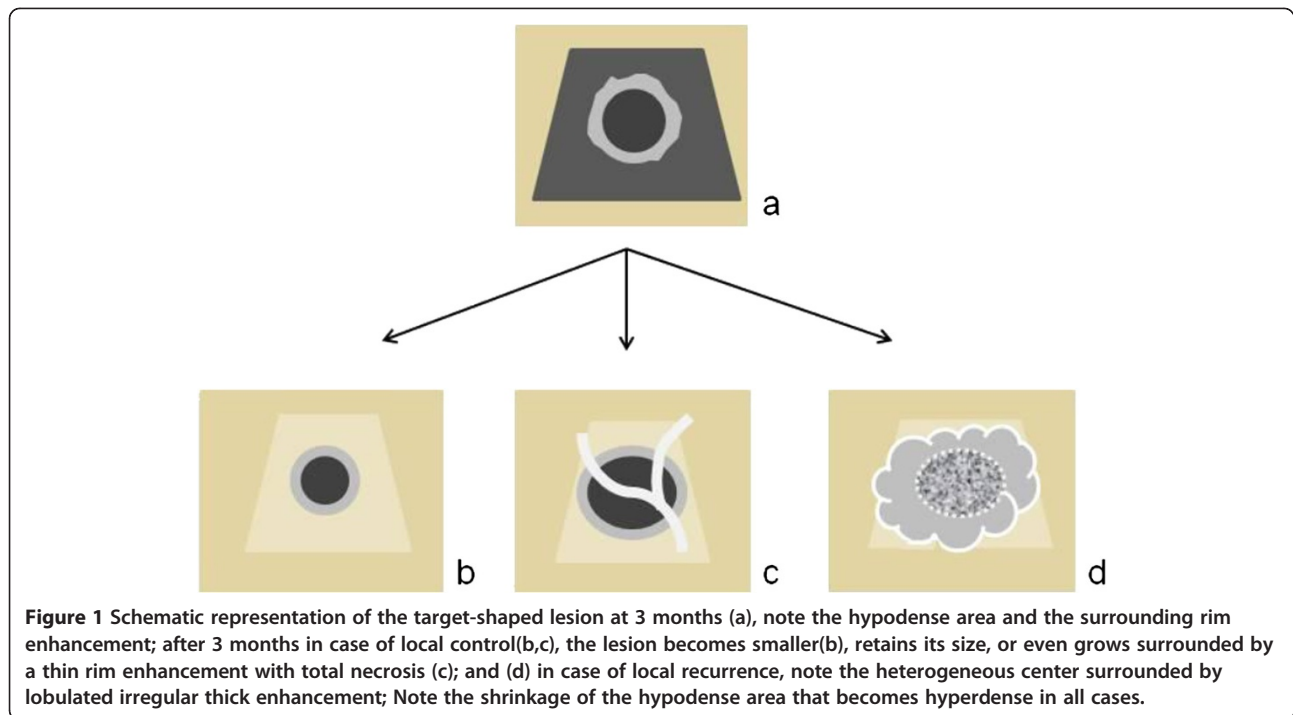 a
b
c
d
Figure 1 Schematic representation of the target-shaped lesion at 3 months (a), note the hypodense area and the surrounding rim
enhancement; after 3 months in case of local control(b,c), the lesion becomes smaller(b), retains its size, or even grows surrounded by
a thin rim enhancement with total necrosis (c); and (d) in case of local recurrence, note the heterogeneous center surrounded by
lobulated irregular thick enhancement; Note the shrinkage of the hypodense area that becomes hyperdense in all cases.